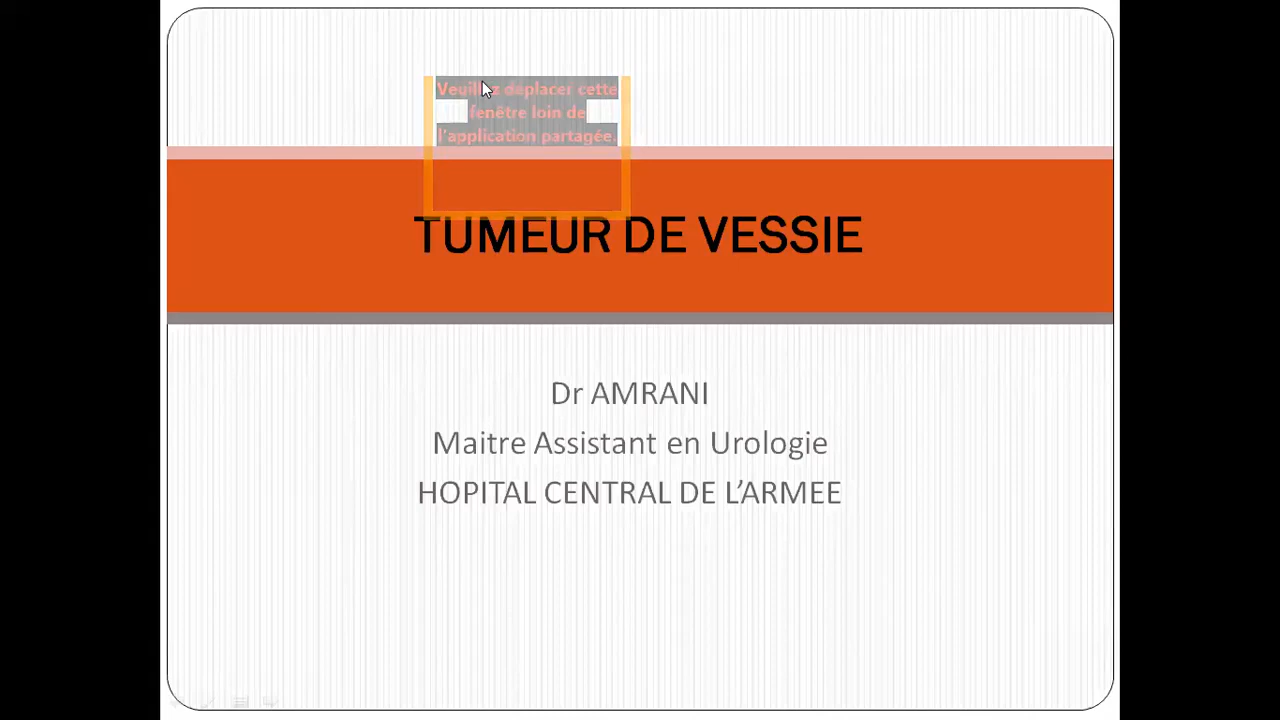 Veuillez déplacer cette
fenêtre loin de
l'application partagée.
TUMEUR DE VESSIE
Dr AMRANI
Maitre Assistant en Urologie
HOPITAL CENTRAL DE L’ARMEE